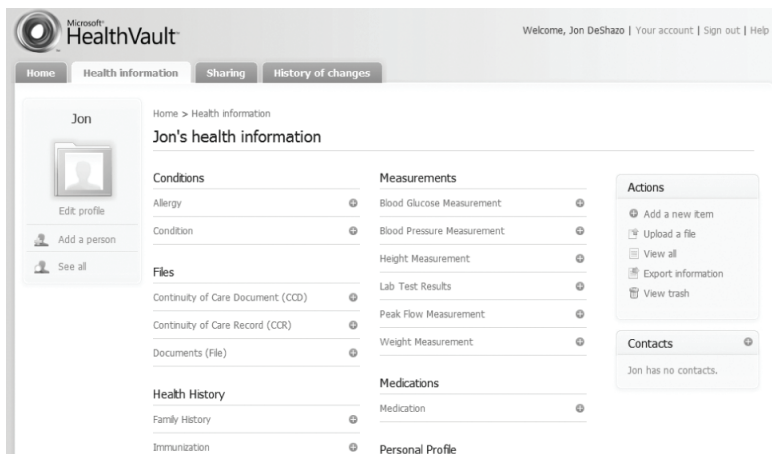 Microsoft®
HealthVault™
Welcome, Jon DeShazo | Your account | Sign out | Help
Home
Health information
Sharing
History of changes
Jon
Edit profile
Add a person
See all
Home > Health information
Jon's health information
Conditions
Allergy
Condition
Files
Continuity of Care Document (CCD)
Continuity of Care Record (CCR)
Documents (File)
Health History
Family History
Immunization
Measurements
Blood Glucose Measurement
Blood Pressure Measurement
Height Measurement
Lab Test Results
Peak Flow Measurement
Weight Measurement
Medications
Medication
Personal Profile
Actions
Add a new item
Upload a file
View all
Export information
View trash
Contacts
Jon has no contacts.